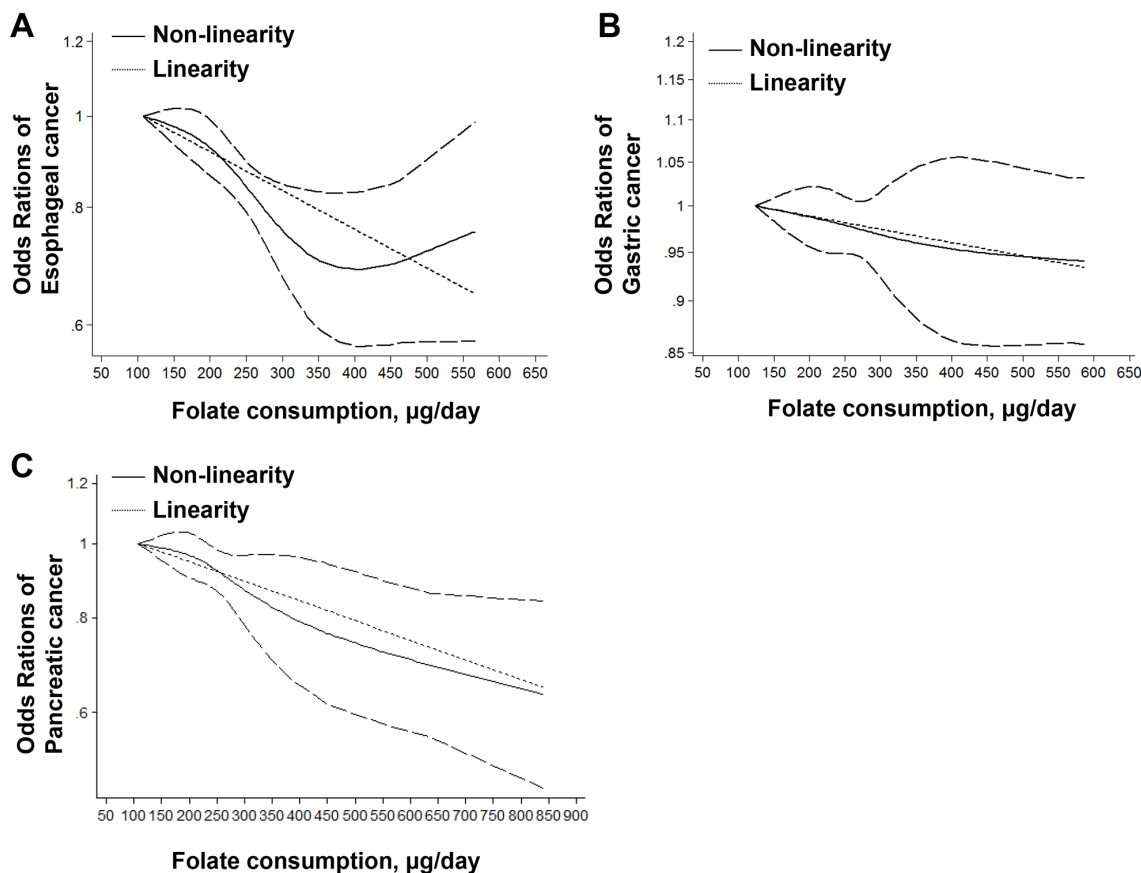 A
Non-linearity
Linearity
1.2
1
.8
.6
Odds Rations of
Esophageal cancer
50 100 150 200 250 300 350 400 450 500 550 600 650
Folate consumption, µg/day
B
Non-linearity
Linearity
1.2
1.15
1.1
1.05
1
.95
.9
.85
Odds Rations of
Gastric cancer
50 100 150 200 250 300 350 400 450 500 550 600 650
Folate consumption, µg/day
C
Non-linearity
Linearity
1.2
1
.8
.6
Odds Rations of
Pancreatic cancer
50 100 150 200 250 300 350 400 450 500 550 600 650 700 750 800 850 900
Folate consumption, µg/day